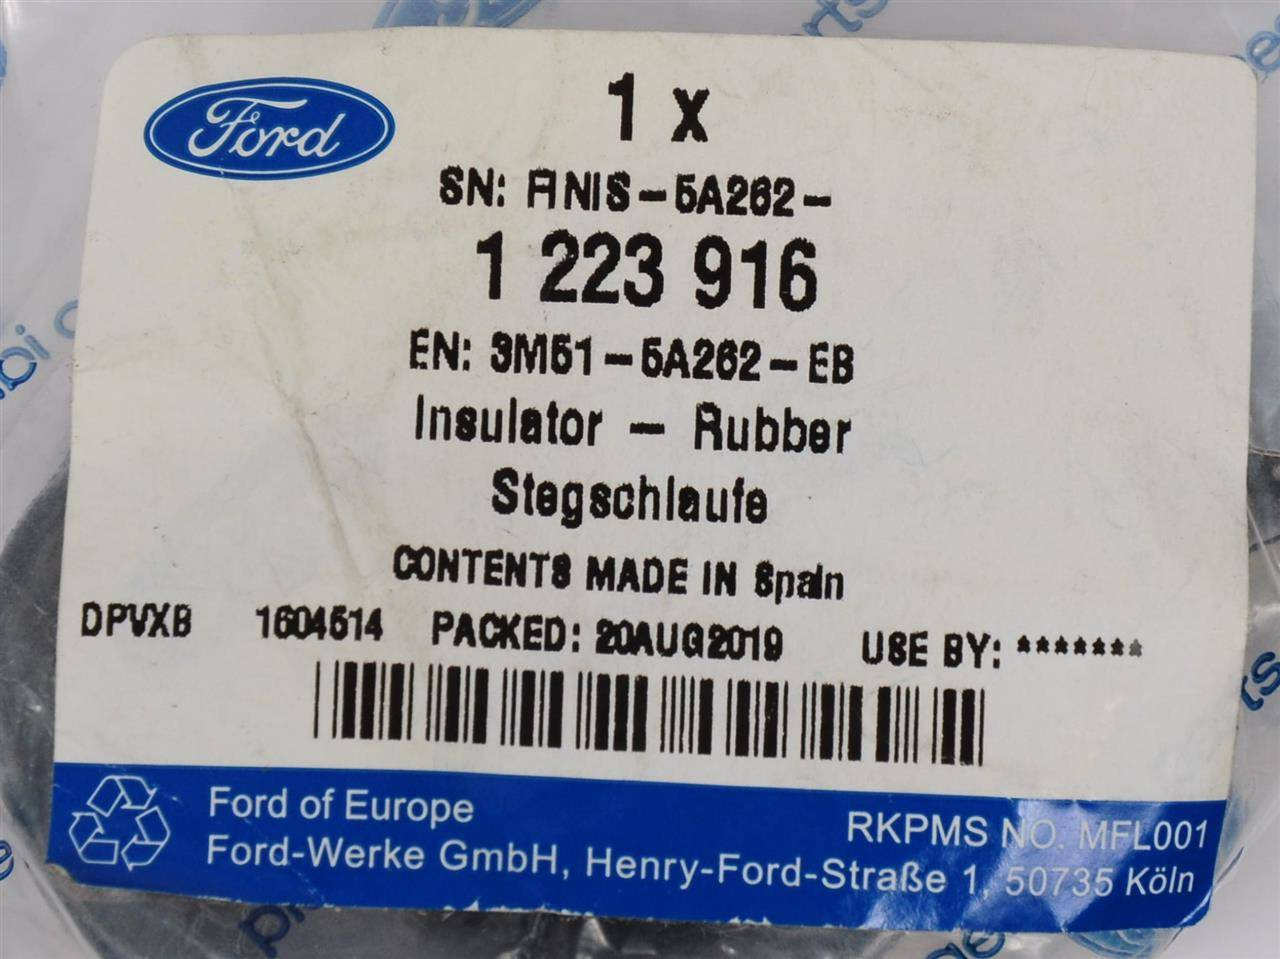 Ford
1 x
SN: FINIS-5A262-
1 223 916
EN: 3M51-5A262-EB
Insulator - Rubber
Stegschlaufe
CONTENTS MADE IN Spain
DPVXB 1604514 PACKED: 20AUG2019 USE BY: *******
Ford of Europe
Ford-Werke GmbH, Henry-Ford-Straße 1, 50735 Köln
RKPMS NO. MFL001